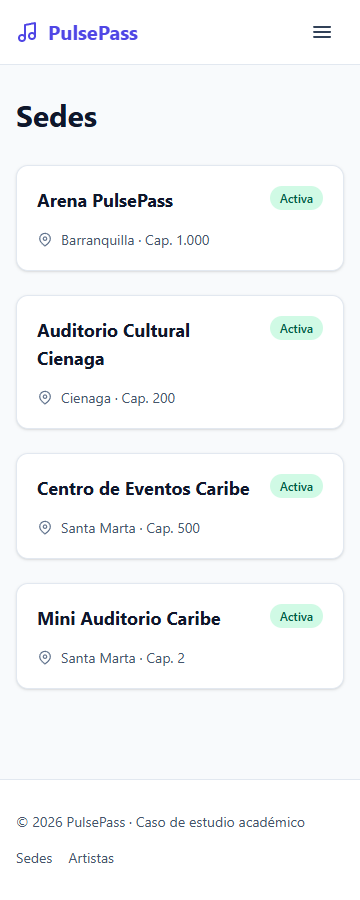 PulsePass
Sedes
Arena PulsePass
Activa
Barranquilla · Cap. 1.000
Auditorio Cultural
Cienaga
Activa
Cienaga · Cap. 200
Centro de Eventos Caribe
Activa
Santa Marta · Cap. 500
Mini Auditorio Caribe
Activa
Santa Marta · Cap. 2
© 2026 PulsePass · Caso de estudio académico
Sedes Artistas